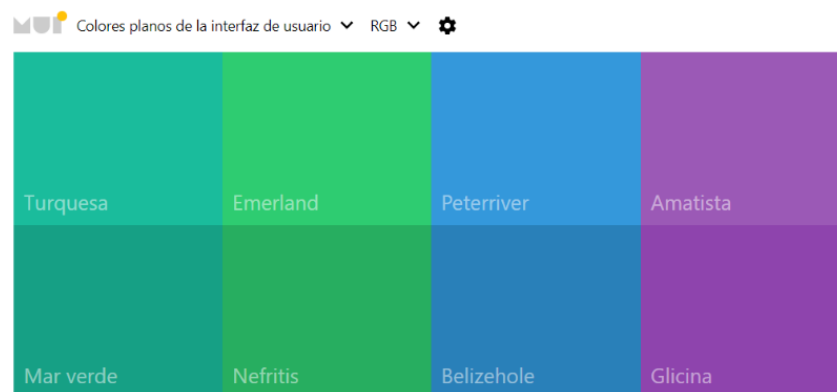 MUI Colores planos de la interfaz de usuario RGB
Turquesa Emerland Peterriver Amatista
Mar verde Nefritis Belizehole Glicina